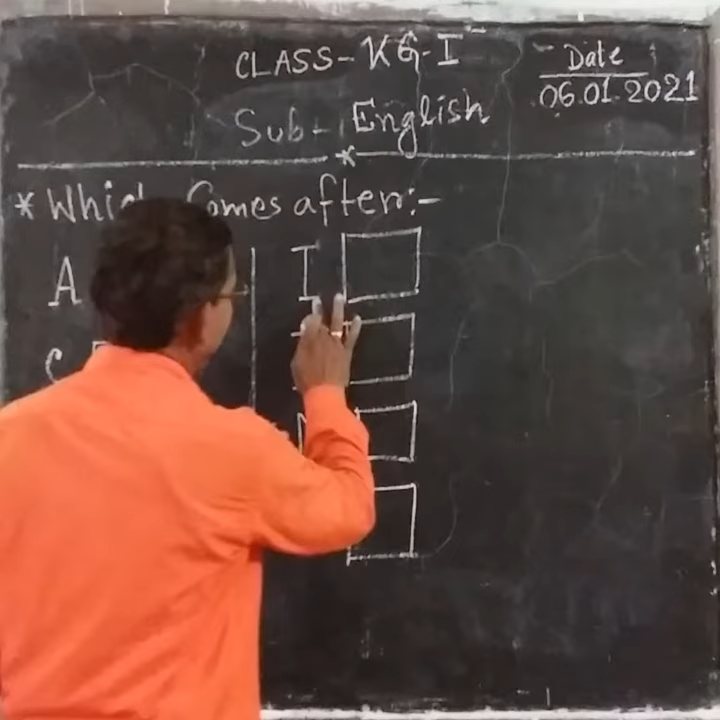 CLASS-KG-I
Date
06.01.2021
Sub- English
* Which Comes after:-
A
I
C